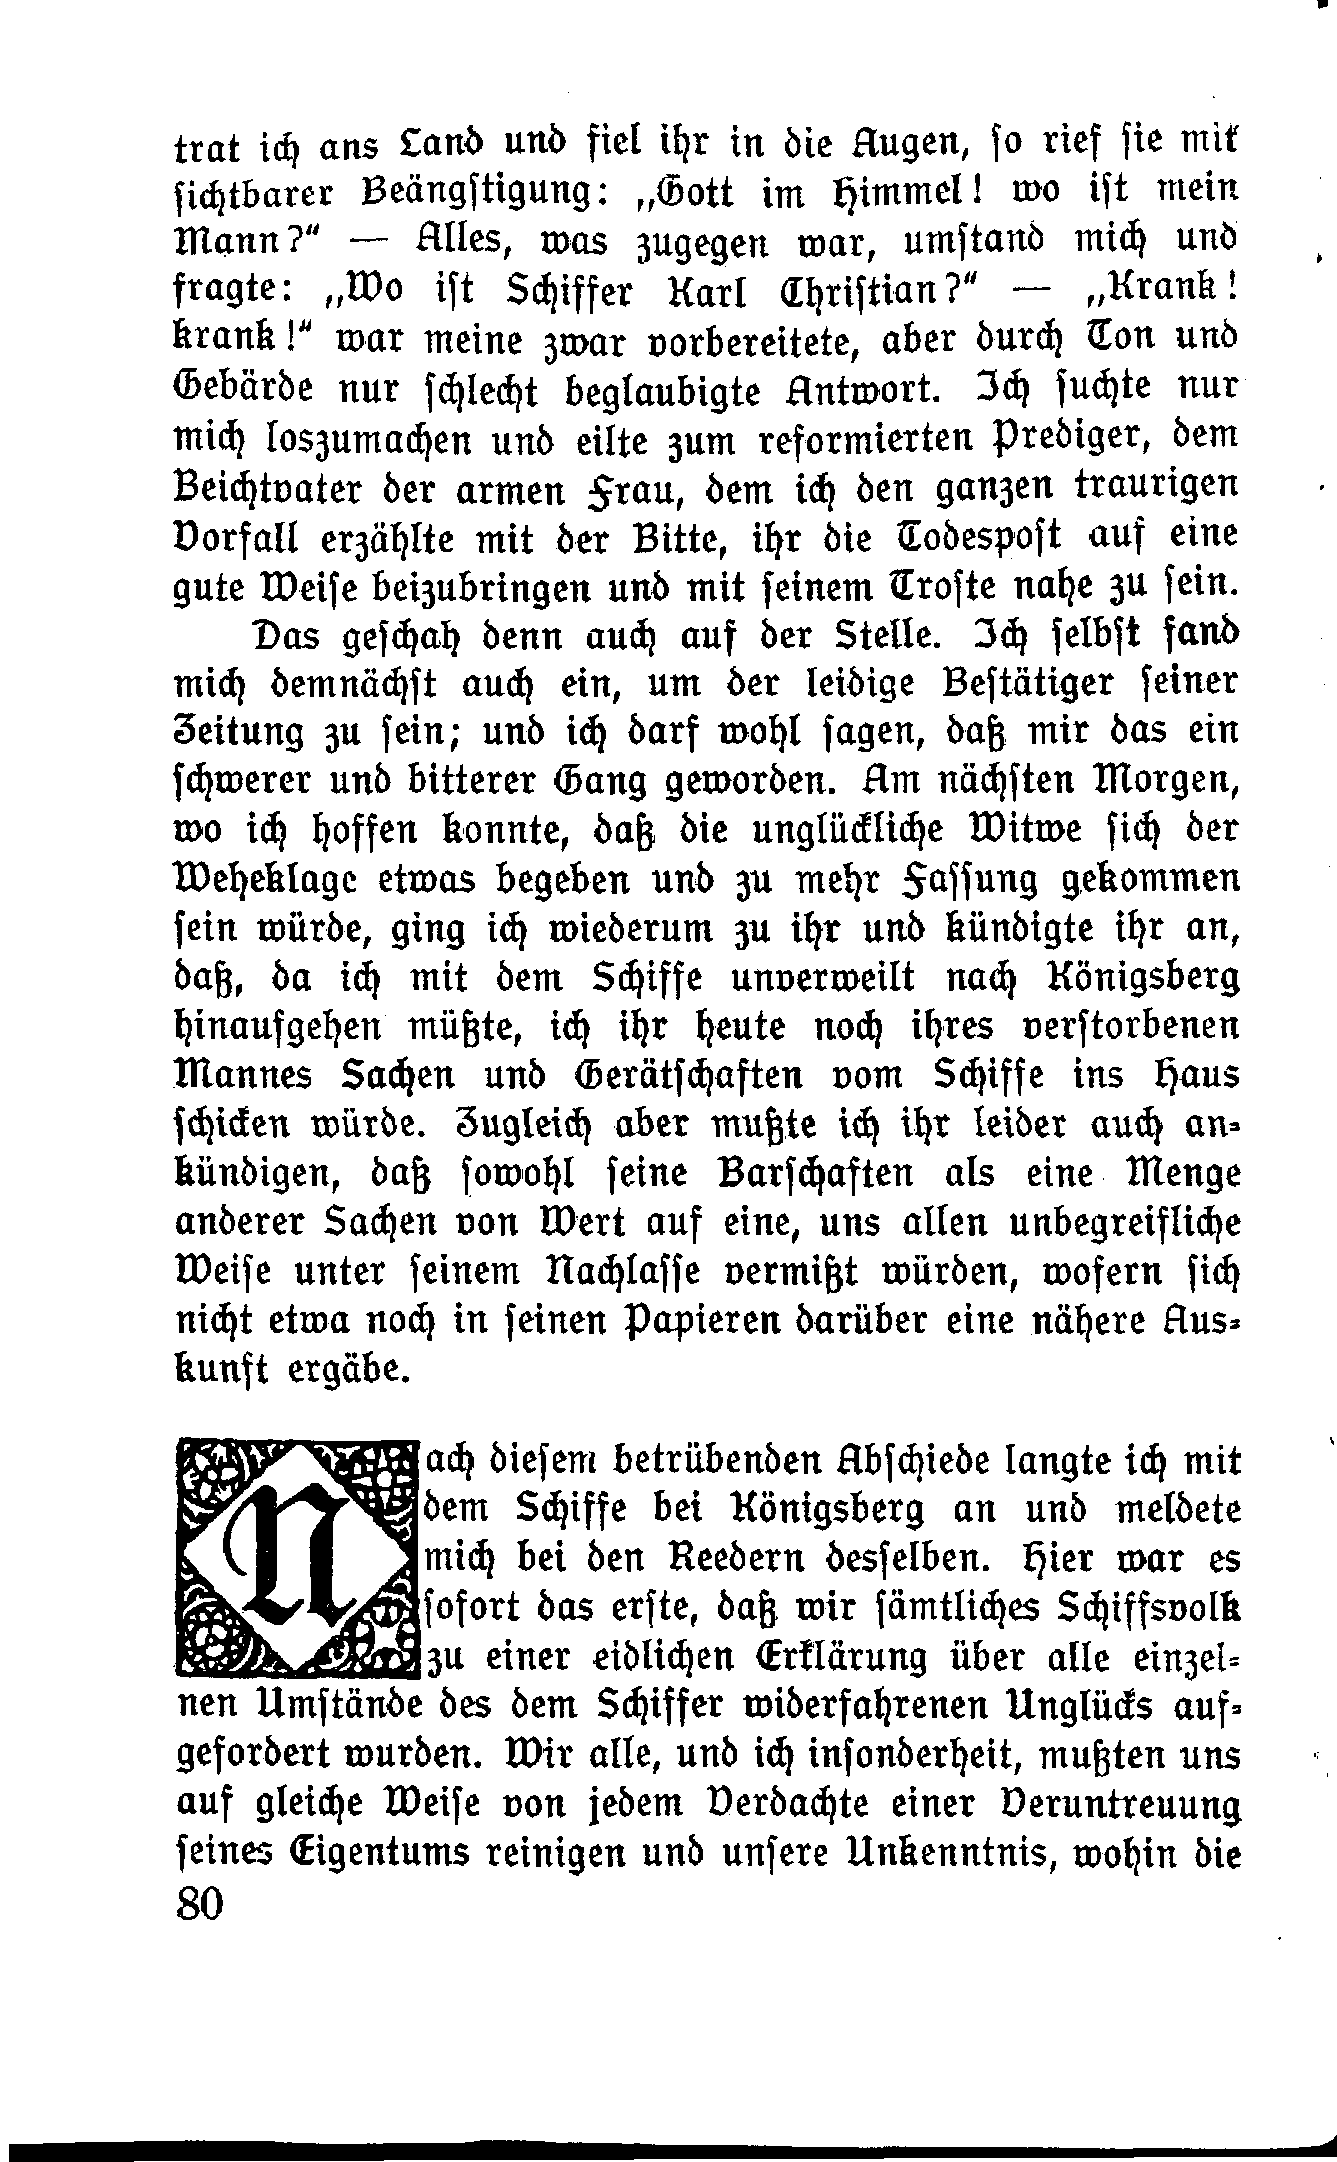 trat ich ans Land und fiel ihr in die Augen, ſo rief ſie mit
ſichtbarer Beängſtigung: „Gott im Himmel! wo iſt mein
Mann?“ — Alles, was zugegen war, umſtand mich und
fragte: „Wo iſt Schiffer Karl Chriſtian?“ — „Krank!
krank!“ war meine zwar vorbereitete, aber durch Ton und
Gebärde nur ſchlecht beglaubigte Antwort. Ich ſuchte nur
mich loszumachen und eilte zum reformierten Prediger, dem
Beichtvater der armen Frau, dem ich den ganzen traurigen
Vorfall erzählte mit der Bitte, ihr die Todespoſt auf eine
gute Weiſe beizubringen und mit ſeinem Troſte nahe zu ſein.
Das geſchah denn auch auf der Stelle. Ich ſelbſt fand
mich demnächſt auch ein, um der leidige Beſtätiger ſeiner
Zeitung zu ſein; und ich darf wohl ſagen, daß mir das ein
ſchwerer und bitterer Gang geworden. Am nächſten Morgen,
wo ich hoffen konnte, daß die unglückliche Witwe ſich der
Weheklage etwas begeben und zu mehr Faſſung gekommen
ſein würde, ging ich wiederum zu ihr und kündigte ihr an,
daß, da ich mit dem Schiffe unverweilt nach Königsberg
hinaufgehen müßte, ich ihr heute noch ihres verſtorbenen
Mannes Sachen und Gerätſchaften vom Schiffe ins Haus
ſchicken würde. Zugleich aber mußte ich ihr leider auch an-
kündigen, daß ſowohl ſeine Barſchaften als eine Menge
anderer Sachen von Wert auf eine, uns allen unbegreifliche
Weiſe unter ſeinem Nachlaſſe vermißt würden, wofern ſich
nicht etwa noch in ſeinen Papieren darüber eine nähere Aus-
kunft ergäbe.
Nach dieſem betrübenden Abſchiede langte ich mit
dem Schiffe bei Königsberg an und meldete
mich bei den Reedern desſelben. Hier war es
ſofort das erſte, daß wir ſämtliches Schiffsvolk
zu einer eidlichen Erklärung über alle einzel-
nen Umſtände des dem Schiffer widerfahrenen Unglücks auf-
gefordert wurden. Wir alle, und ich inſonderheit, mußten uns
auf gleiche Weiſe von jedem Verdachte einer Veruntreuung
ſeines Eigentums reinigen und unſere Unkenntnis, wohin die
80